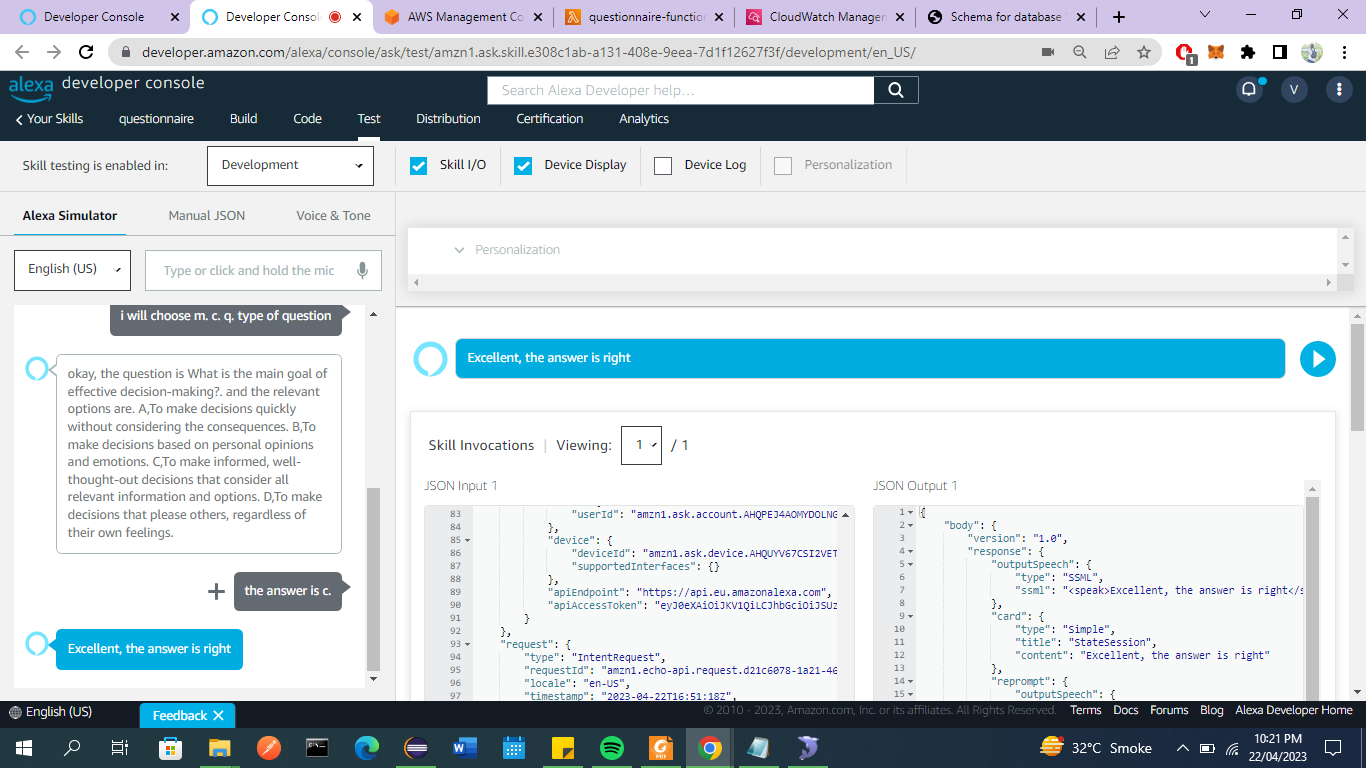 Developer Console
Developer Consol
AWS Management Co
questionnaire-function
CloudWatch Manager
Schema for database
developer.amazon.com/alexa/console/ask/test/amzn1.ask.skill.e308c1ab-a131-408e-9eea-7d1f12627f3f/development/en_US/
1
alexa developer console
Search Alexa Developer help...
V
Your Skills
questionnaire
Build
Code
Test
Distribution
Certification
Analytics
Skill testing is enabled in:
Development
Skill I/O
Device Display
Device Log
Personalization
Alexa Simulator
Manual JSON
Voice & Tone
English (US)
Type or click and hold the mic
Personalization
i will choose m. c. q. type of question
okay, the question is What is the main goal of
effective decision-making?. and the relevant
options are. A,To make decisions quickly
without considering the consequences. B,To
make decisions based on personal opinions
and emotions. C,To make informed, well-
thought-out decisions that consider all
relevant information and options. D,To make
decisions that please others, regardless of
their own feelings.
the answer is c.
Excellent, the answer is right
Excellent, the answer is right
Skill Invocations | Viewing: 1 / 1
JSON Input 1
83 "userId": "amzn1.ask.account.AHQPEJ4AOMYDOLNG
84 },
85 "device": {
86 "deviceId": "amzn1.ask.device.AHQUYV67CSI2VET
87 "supportedInterfaces": {}
88 },
89 "apiEndpoint": "https://api.eu.amazonalexa.com",
90 "apiAccessToken": "eyJ0eXAiOiJKV1QiLCJhbGciOiJSUz
91 }
92 },
93 "request": {
94 "type": "IntentRequest",
95 "requestId": "amzn1.echo-api.request.d21c6078-1a21-46
96 "locale": "en-US",
97 "timestamp": "2023-04-22T16:51:18Z",
JSON Output 1
1 {
2 "body": {
3 "version": "1.0",
4 "response": {
5 "outputSpeech": {
6 "type": "SSML",
7 "ssml": "<speak>Excellent, the answer is right</s
8 },
9 "card": {
10 "type": "Simple",
11 "title": "StateSession",
12 "content": "Excellent, the answer is right"
13 },
14 "reprompt": {
15 "outputSpeech": {
English (US)
Feedback
© 2010 - 2023, Amazon.com, Inc. or its affiliates. All Rights Reserved.
Terms
Docs
Forums
Blog
Alexa Developer Home
32°C Smoke
10:21 PM
22/04/2023